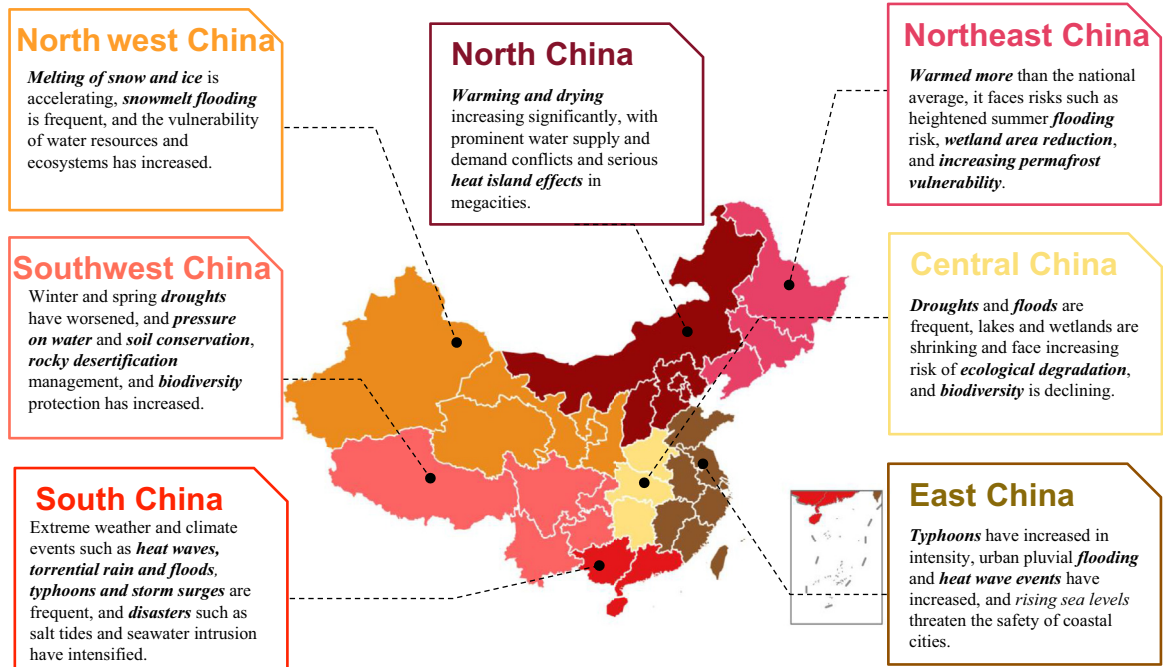 North west China
Melting of snow and ice is
accelerating, snowmelt flooding
is frequent, and the vulnerability
of water resources and
ecosystems has increased.
North China
Warming and drying
increasing significantly, with
prominent water supply and
demand conflicts and serious
heat island effects in
megacities.
Northeast China
Warmed more than the national
average, it faces risks such as
heightened summer flooding
risk, wetland area reduction,
and increasing permafrost
vulnerability.
Southwest China
Winter and spring droughts
have worsened, and pressure
on water and soil conservation,
rocky desertification
management, and biodiversity
protection has increased.
Central China
Droughts and floods are
frequent, lakes and wetlands are
shrinking and face increasing
risk of ecological degradation,
and biodiversity is declining.
South China
Extreme weather and climate
events such as heat waves,
torrential rain and floods,
typhoons and storm surges are
frequent, and disasters such as
salt tides and seawater intrusion
have intensified.
East China
Typhoons have increased in
intensity, urban pluvial flooding
and heat wave events have
increased, and rising sea levels
threaten the safety of coastal
cities.